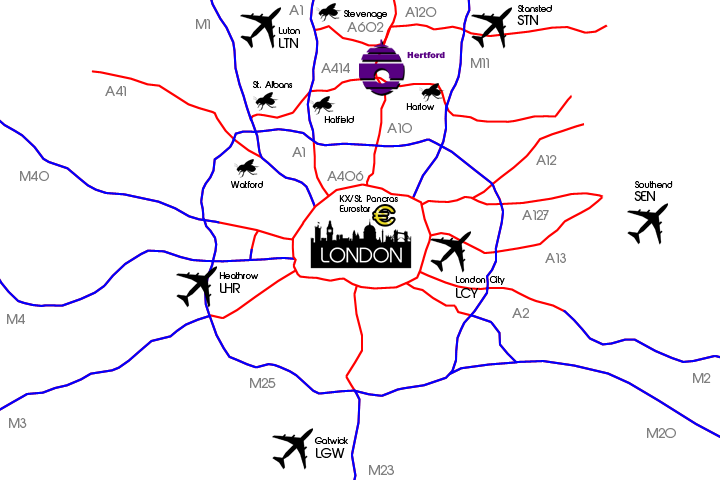 M1
A1
Stevenage
A120
Stansted
STN
Luton
LTN
A602
Hertford
A414
M11
A41
St. Albans
Hatfield
Harlow
A10
A1
A12
M40
Watford
A406
KX/St. Pancras
Eurostar
Southend
SEN
A127
LONDON
A13
Heathrow
LHR
London City
LCY
M4
A2
M25
M2
M3
M20
Gatwick
LGW
M23